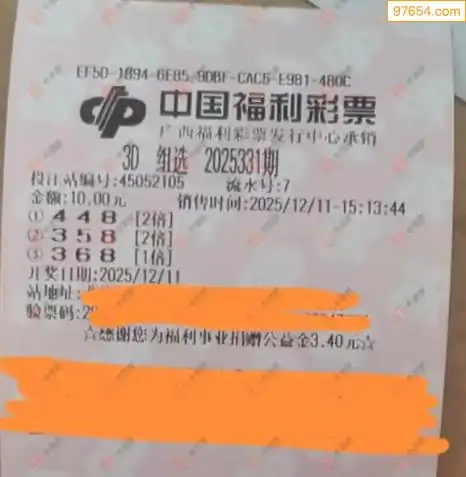 97654.com
EF5D-1B94-6E85-9DBF-CAC6-E981-480C
中国福利彩票
广西福利彩票发行中心承销
3D 组选 2025331期
投注站编号:45052105 流水号:7
金额:10.00元 销传时间:2025/12/11-15:13:44
① 4 4 8 [2倍]
② 3 5 8 [2倍]
③ 3 6 8 [1倍]
开奖日期:2025/12/11
站地址:
验票码:
☆感谢您为福利事业捐赠公益金3.40元☆